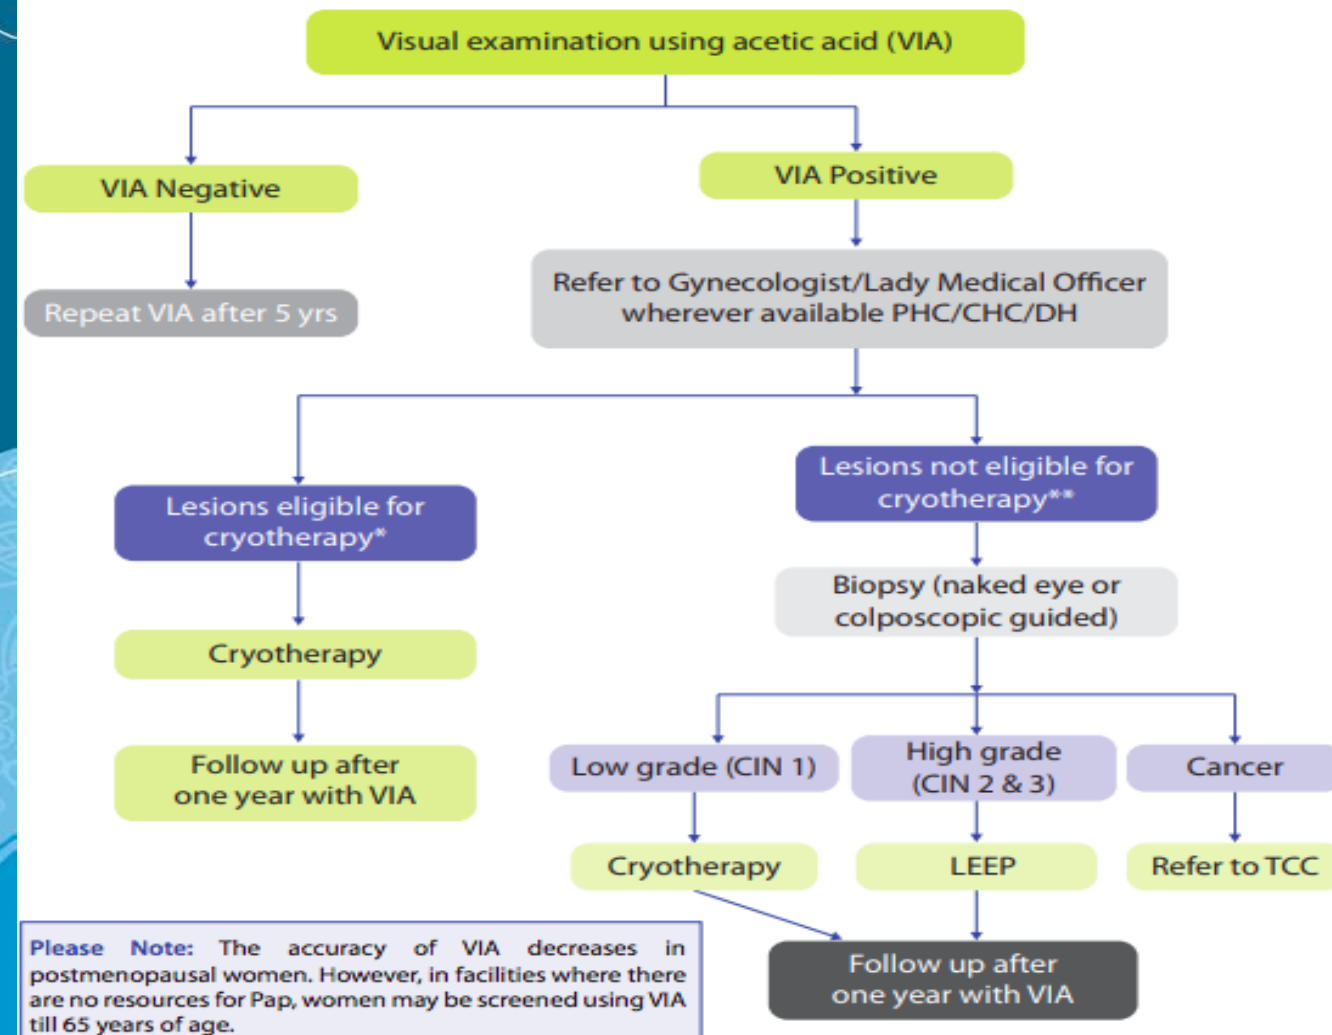 Visual examination using acetic acid (VIA)
VIA Negative
VIA Positive
Repeat VIA after 5 yrs
Refer to Gynecologist/Lady Medical Officer
wherever available PHC/CHC/DH
Lesions eligible for
cryotherapy*
Lesions not eligible for
cryotherapy**
Biopsy (naked eye or
colposcopic guided)
Cryotherapy
Follow up after
one year with VIA
Low grade (CIN 1)
High grade
(CIN 2 & 3)
Cancer
Cryotherapy
LEEP
Refer to TCC
Follow up after
one year with VIA
Please Note: The accuracy of VIA decreases in
postmenopausal women. However, in facilities where there
are no resources for Pap, women may be screened using VIA
till 65 years of age.